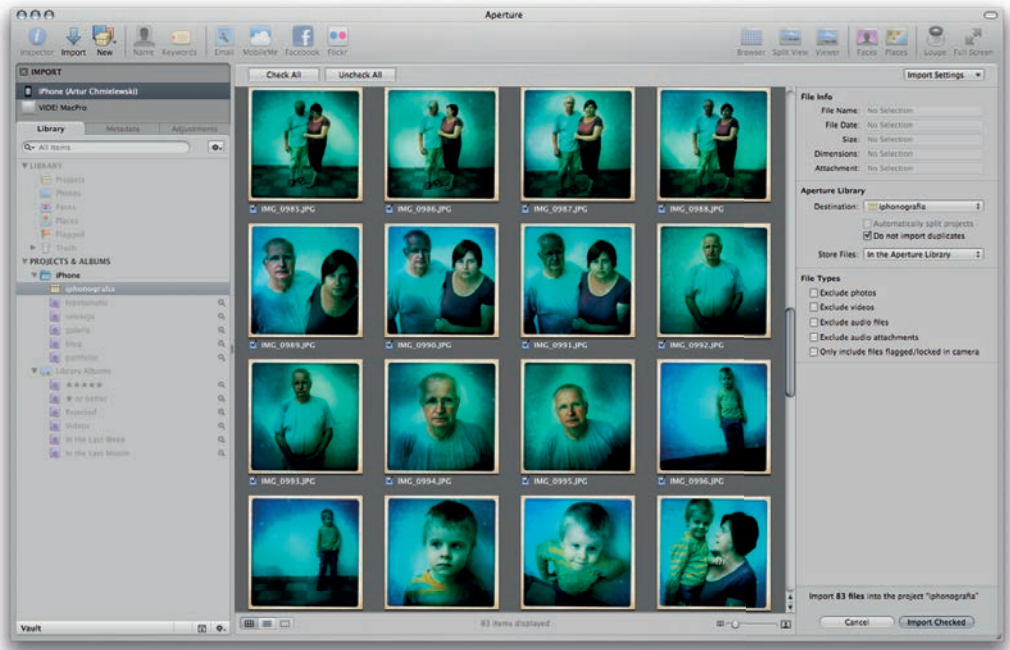 Aperture
Inspector Import New Name Keywords Email MobileMe Facebook Flickr Browser Split View Viewer Faces Places Loupe Full Screen
IMPORT
iPhone (Artur Chmielewski)
VIDE! MacPro
Library Metadata Adjustments
All Items
LIBRARY
Projects
Photos
Faces
Places
Flagged
Trash
PROJECTS & ALBUMS
iPhone
iphonografia
hipstamatic
selekcja
galeria
blog
portfolio
Library Albums
★★★★★
★ or better
Rejected
Videos
In the Last Week
In the Last Month
Vault
Check All Uncheck All Import Settings
IMG_0985.JPG IMG_0986.JPG IMG_0987.JPG IMG_0988.JPG
IMG_0989.JPG IMG_0990.JPG IMG_0991.JPG IMG_0992.JPG
IMG_0993.JPG IMG_0994.JPG IMG_0995.JPG IMG_0996.JPG
83 items displayed
File Info
File Name: No Selection
File Date: No Selection
Size: No Selection
Dimensions: No Selection
Attachment: No Selection
Aperture Library
Destination: iphonografia
Automatically split projects
Do not import duplicates
Store Files: In the Aperture Library
File Types
Exclude photos
Exclude videos
Exclude audio files
Exclude audio attachments
Only include files flagged/locked in camera
Import 83 files into the project "iphonografia"
Cancel Import Checked